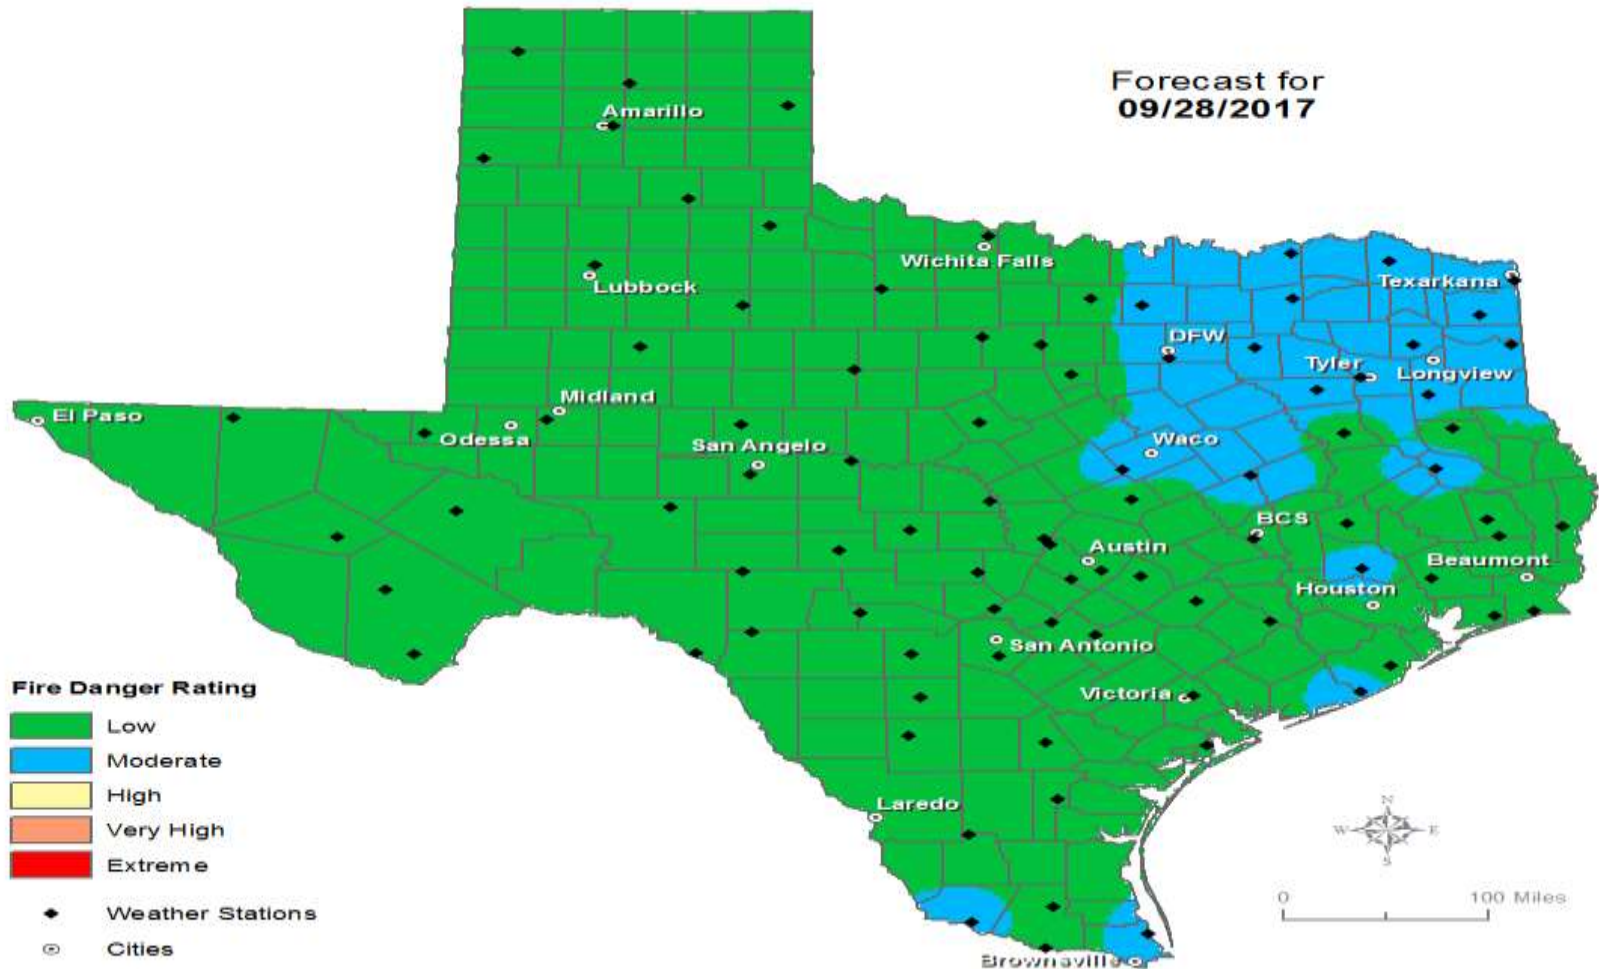 Forecast for
09/28/2017
Amarillo
Wichita Falls
Lubbock
Texarkana
DFW
Tyler
Longview
Midland
El Paso
Odessa
San Angelo
Waco
BCS
Austin
Beaumont
Houston
San Antonio
Victoria
Laredo
Brownsville
Fire Danger Rating
Low
Moderate
High
Very High
Extreme
Weather Stations
Cities
N
W E
S
0 100 Miles